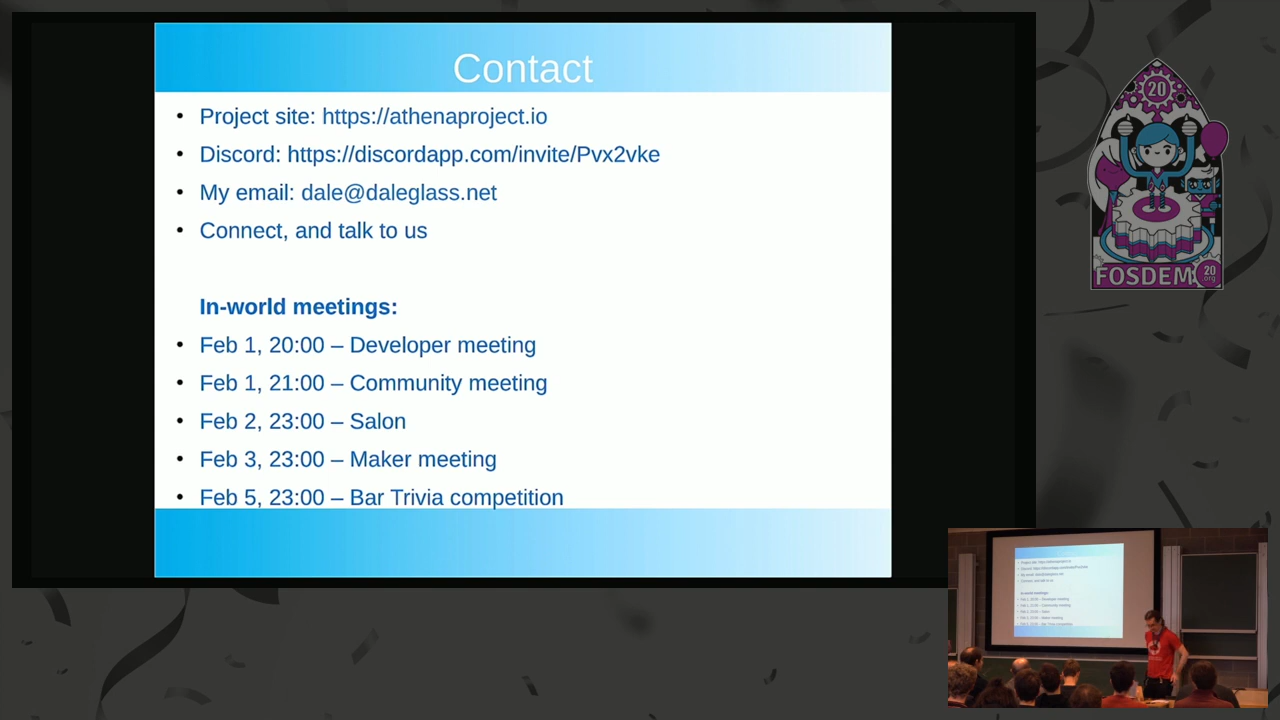 Contact
• Project site: https://athenaproject.io
• Discord: https://discordapp.com/invite/Pvx2vke
• My email: dale@daleglass.net
• Connect, and talk to us
In-world meetings:
• Feb 1, 20:00 – Developer meeting
• Feb 1, 21:00 – Community meeting
• Feb 2, 23:00 – Salon
• Feb 3, 23:00 – Maker meeting
• Feb 5, 23:00 – Bar Trivia competition
20
FOSDEM 20
.org